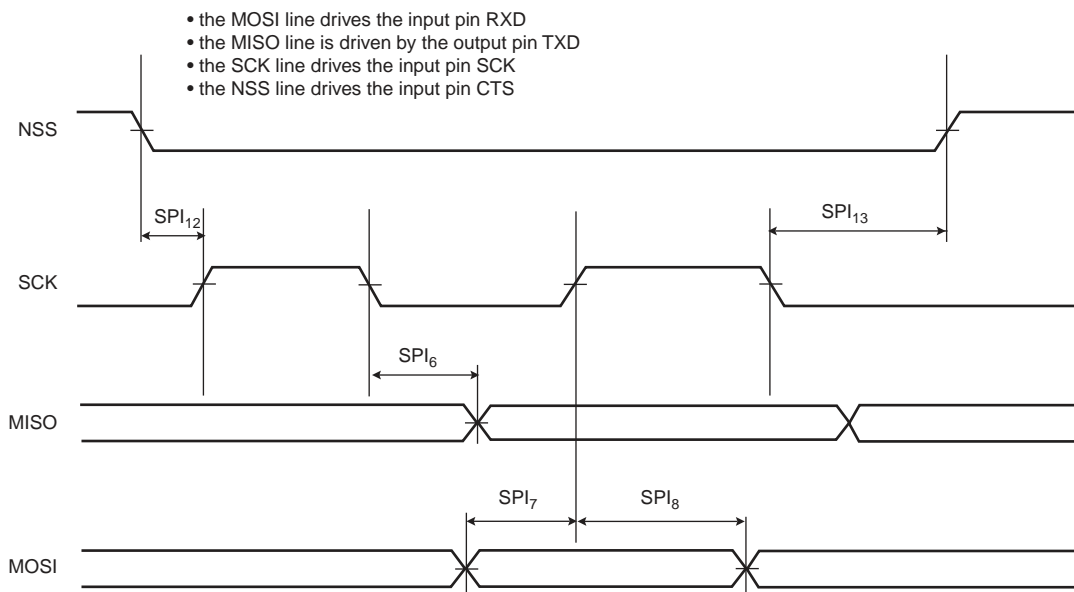 • the MOSI line drives the input pin RXD
• the MISO line is driven by the output pin TXD
• the SCK line drives the input pin SCK
• the NSS line drives the input pin CTS
NSS
SPI₁₂
SPI₁₃
SCK
SPI₆
MISO
SPI₇
SPI₈
MOSI